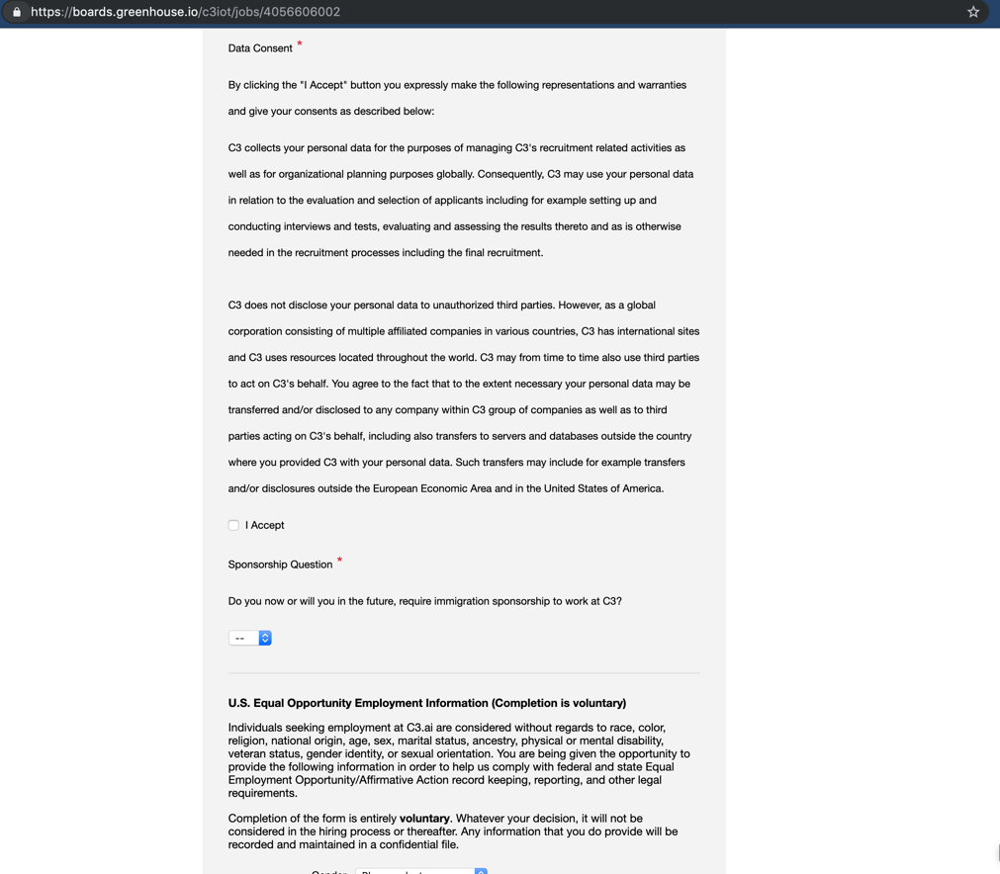 https://boards.greenhouse.io/c3iot/jobs/4056606002
Data Consent *
By clicking the "I Accept" button you expressly make the following representations and warranties
and give your consents as described below:
C3 collects your personal data for the purposes of managing C3's recruitment related activities as
well as for organizational planning purposes globally. Consequently, C3 may use your personal data
in relation to the evaluation and selection of applicants including for example setting up and
conducting interviews and tests, evaluating and assessing the results thereto and as is otherwise
needed in the recruitment processes including the final recruitment.
C3 does not disclose your personal data to unauthorized third parties. However, as a global
corporation consisting of multiple affiliated companies in various countries, C3 has international sites
and C3 uses resources located throughout the world. C3 may from time to time also use third parties
to act on C3's behalf. You agree to the fact that to the extent necessary your personal data may be
transferred and/or disclosed to any company within C3 group of companies as well as to third
parties acting on C3's behalf, including also transfers to servers and databases outside the country
where you provided C3 with your personal data. Such transfers may include for example transfers
and/or disclosures outside the European Economic Area and in the United States of America.
I Accept
Sponsorship Question *
Do you now or will you in the future, require immigration sponsorship to work at C3?
--
U.S. Equal Opportunity Employment Information (Completion is voluntary)
Individuals seeking employment at C3.ai are considered without regards to race, color,
religion, national origin, age, sex, marital status, ancestry, physical or mental disability,
veteran status, gender identity, or sexual orientation. You are being given the opportunity to
provide the following information in order to help us comply with federal and state Equal
Employment Opportunity/Affirmative Action record keeping, reporting, and other legal
requirements.
Completion of the form is entirely voluntary. Whatever your decision, it will not be
considered in the hiring process or thereafter. Any information that you do provide will be
recorded and maintained in a confidential file.